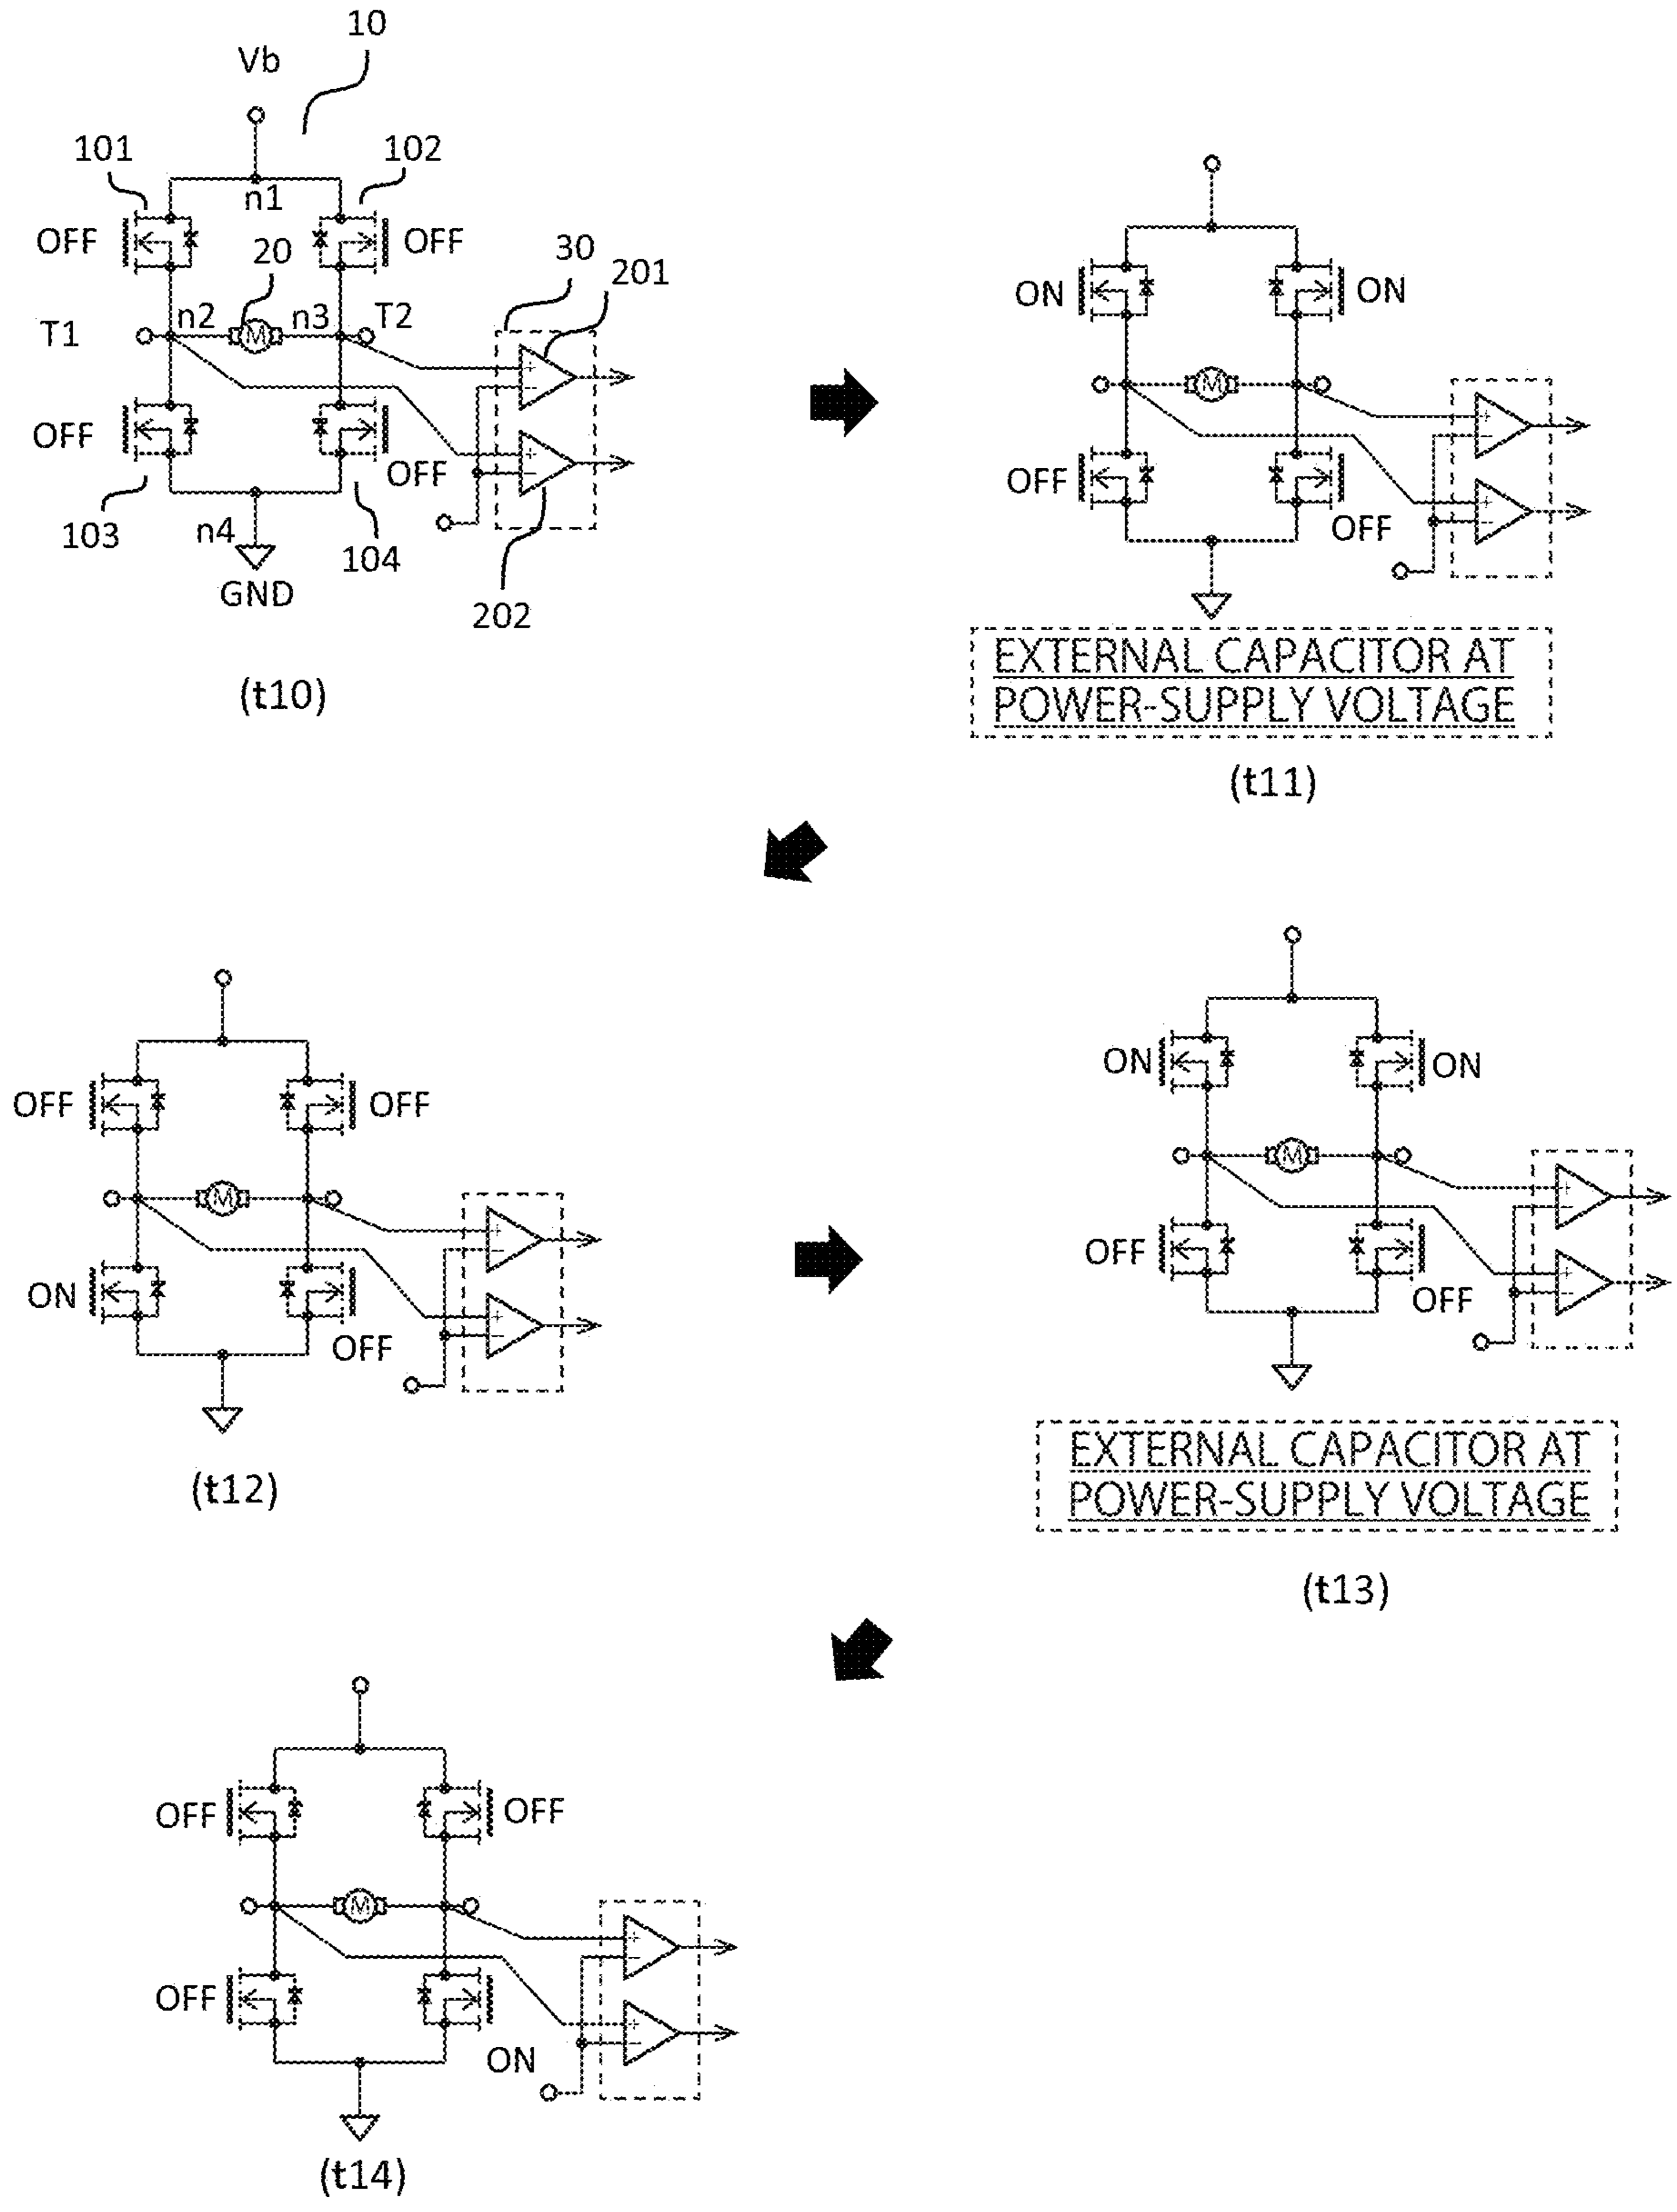 10
Vb
101
102
n1
OFF
20
OFF
30
201
T1
n2
M
n3
T2
+
−
OFF
OFF
+
−
103
n4
104
GND
202
(t10)
ON
ON
M
+
−
OFF
OFF
+
−
EXTERNAL CAPACITOR AT
POWER-SUPPLY VOLTAGE
(t11)
OFF
OFF
M
+
−
ON
OFF
+
−
(t12)
ON
ON
M
+
−
OFF
OFF
+
−
EXTERNAL CAPACITOR AT
POWER-SUPPLY VOLTAGE
(t13)
OFF
OFF
M
+
−
OFF
ON
+
−
(t14)